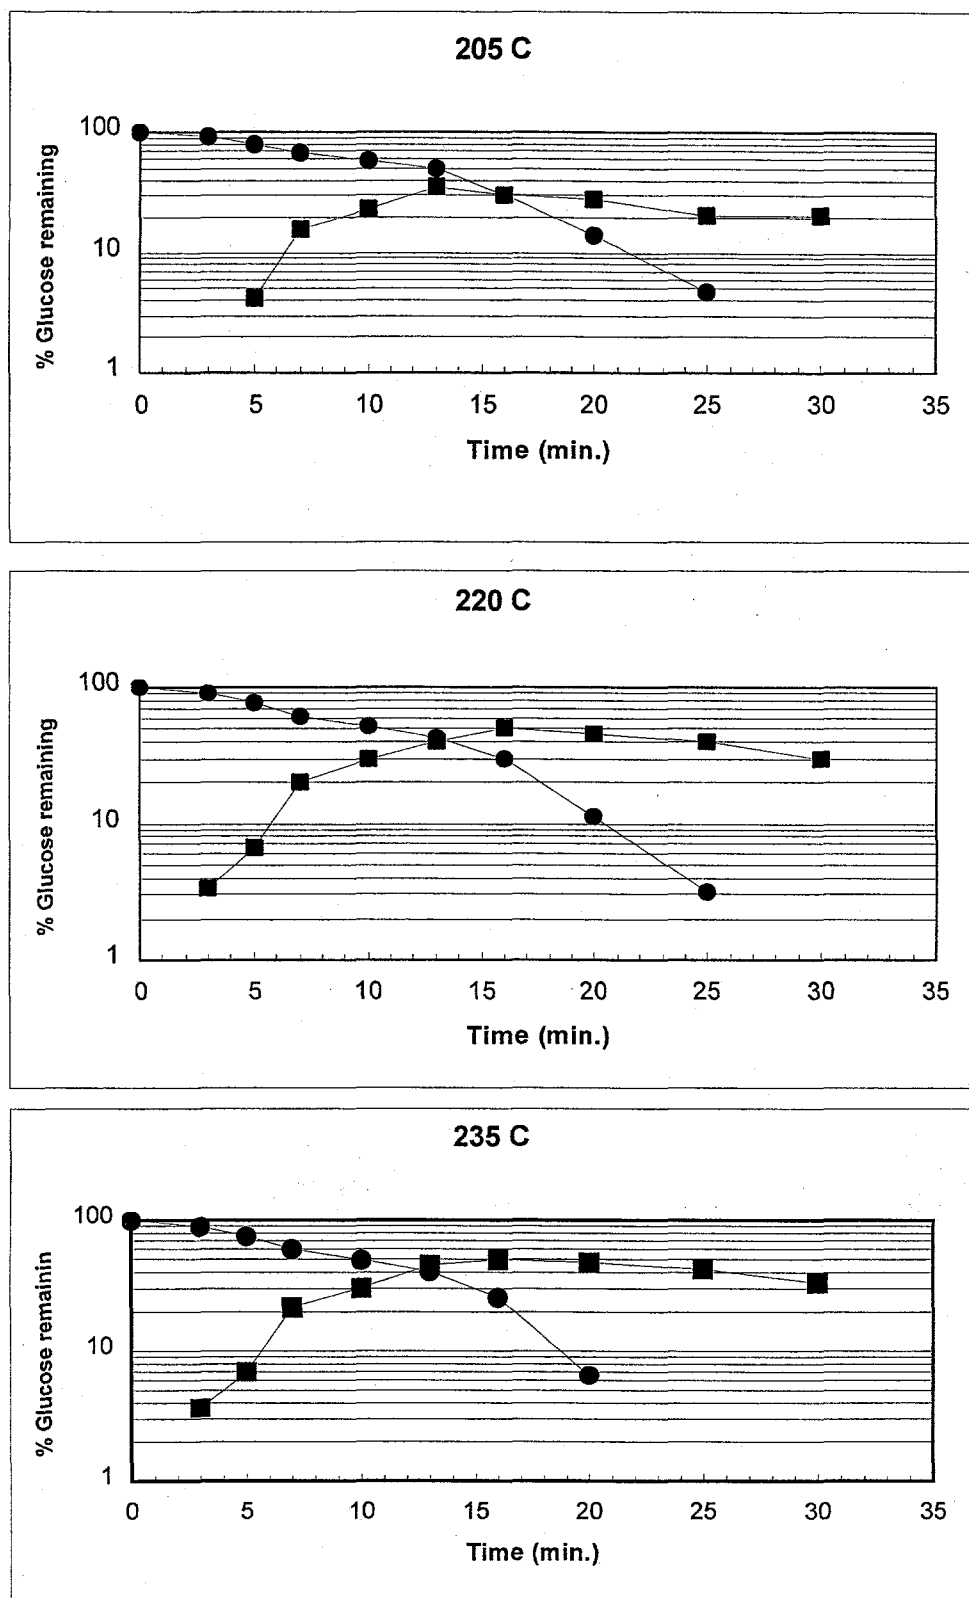 205 C
% Glucose remaining
100
10
1
0 5 10 15 20 25 30 35
Time (min.)
220 C
% Glucose remaining
100
10
1
0 5 10 15 20 25 30 35
Time (min.)
235 C
% Glucose remainin
100
10
1
0 5 10 15 20 25 30 35
Time (min.)